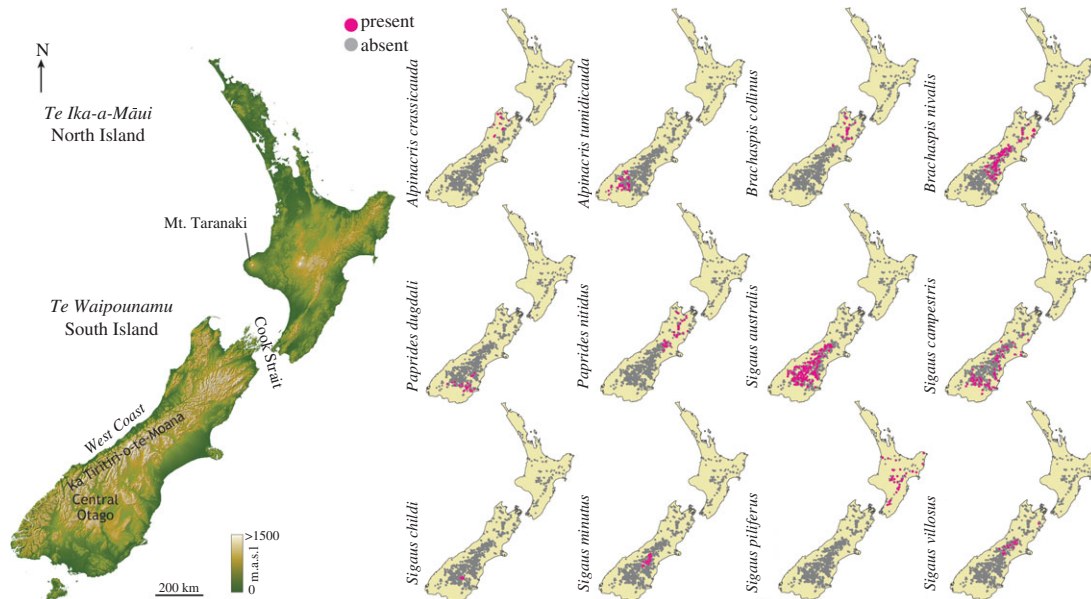 N
Te Ika-a-Māui
North Island
Mt. Taranaki
Te Waipounamu
South Island
Cook Strait
West Coast
Ka Tiritiri-o-te-Moana
Central
Otago
>1500
m.a.s.l
0
200 km
present
absent
Alpinacris crasicauda
Alpinacris tumidicauda
Brachaspis collinus
Brachaspis nivalis
Paprides dugdali
Paprides nitidus
Sigaus australis
Sigaus campestris
Sigaus childi
Sigaus minutus
Sigaus piliferus
Sigaus villosus